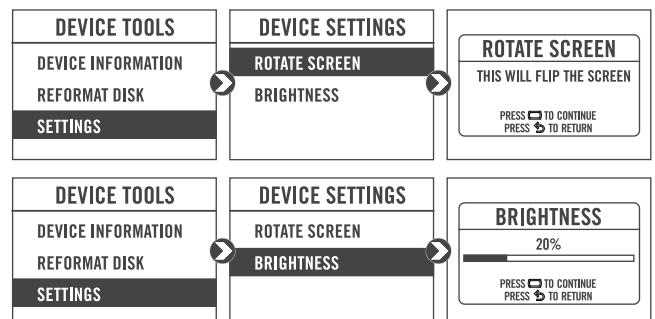 DEVICE TOOLS
DEVICE INFORMATION
REFORMAT DISK
SETTINGS
DEVICE SETTINGS
ROTATE SCREEN
BRIGHTNESS
ROTATE SCREEN
THIS WILL FLIP THE SCREEN
PRESS TO CONTINUE
PRESS TO RETURN
DEVICE TOOLS
DEVICE INFORMATION
REFORMAT DISK
SETTINGS
DEVICE SETTINGS
ROTATE SCREEN
BRIGHTNESS
BRIGHTNESS
20%
PRESS TO CONTINUE
PRESS TO RETURN